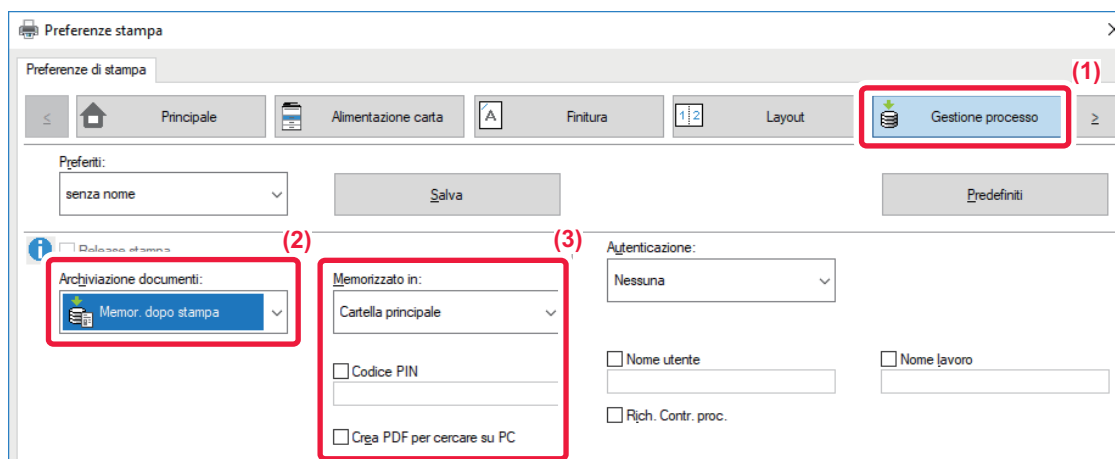 Preferenze stampa
Preferenze di stampa
(1)
<
Principale
Alimentazione carta
A
Finitura
1 2
Layout
Gestione processo
>
Preferiti:
senza nome
Salva
Predefiniti
Release stampa
(2)
(3)
Autenticazione:
Archiviazione documenti:
Memorizzato in:
Nessuna
Memor. dopo stampa
Cartella principale
Codice PIN
Nome utente
Nome lavoro
Rich. Contr. proc.
Crea PDF per cercare su PC